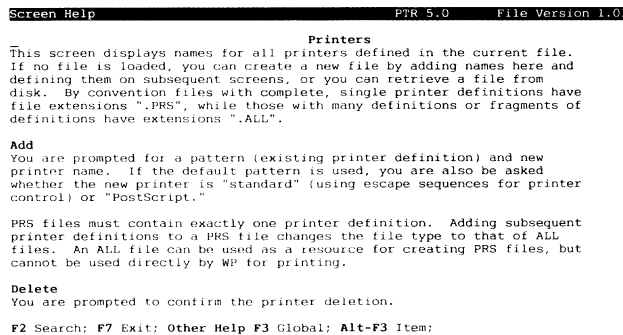 Screen Help PTR 5.0 File Version 1.0
Printers
This screen displays names for all printers defined in the current file.
If no file is loaded, you can create a new file by adding names here and
defining them on subsequent screens, or you can retrieve a file from
disk. By convention files with complete, single printer definitions have
file extensions ".PRS", while those with many definitions or fragments of
definitions have extensions ".ALL".
Add
You are prompted for a pattern (existing printer definition) and new
printer name. If the default pattern is used, you are also be asked
whether the new printer is "standard" (using escape sequences for printer
control) or "PostScript."
PRS files must contain exactly one printer definition. Adding subsequent
printer definitions to a PRS file changes the file type to that of ALL
files. An ALL file can be used as a resource for creating PRS files, but
cannot be used directly by WP for printing.
Delete
You are prompted to confirm the printer deletion.
F2 Search; F7 Exit; Other Help F3 Global; Alt-F3 Item;